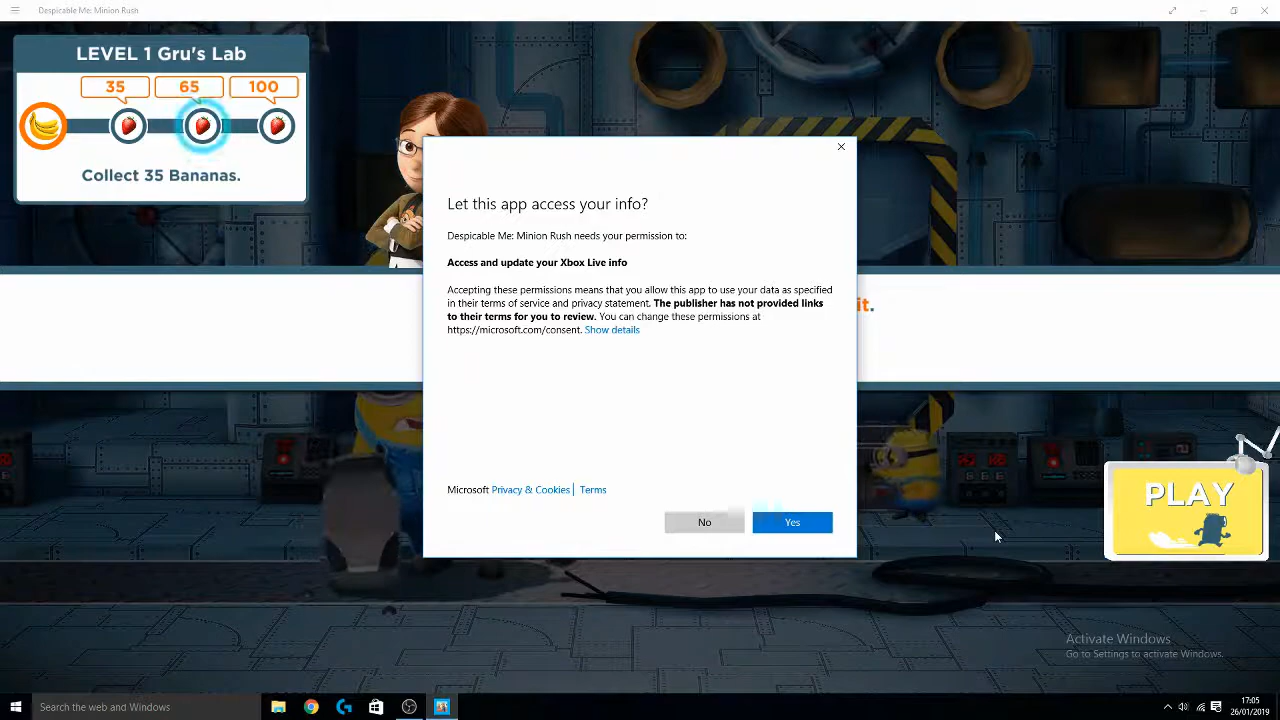 Despicable Me: Minion Rush
LEVEL 1 Gru's Lab
35 65 100
Collect 35 Bananas.
Let this app access your info?
Despicable Me: Minion Rush needs your permission to:
Access and update your Xbox Live info
Accepting these permissions means that you allow this app to use your data as specified
in their terms of service and privacy statement. The publisher has not provided links
to their terms for you to review. You can change these permissions at
https://microsoft.com/consent. Show details
it.
Microsoft Privacy & Cookies | Terms
No Yes
PLAY
Activate Windows
Go to Settings to activate Windows.
Search the web and Windows
17:05
26/01/2019